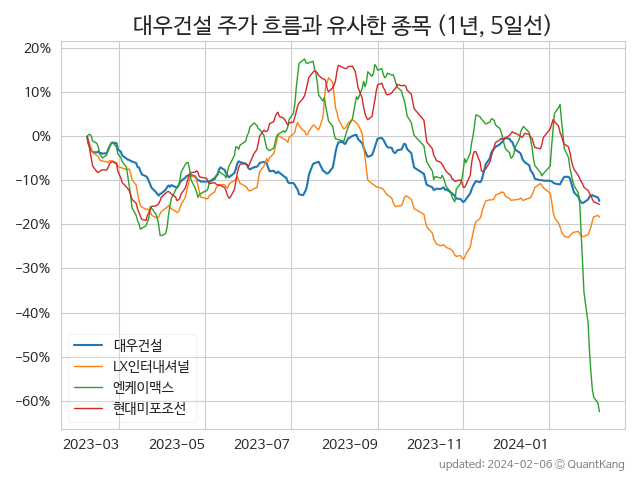 대우건설 주가 흐름과 유사한 종목 (1년, 5일선)
20%
10%
0%
−10%
−20%
−30%
−40%
−50%
−60%
대우건설
LX인터내셔널
엔케이맥스
현대미포조선
2023-03 2023-05 2023-07 2023-09 2023-11 2024-01
updated: 2024-02-06 © QuantKang